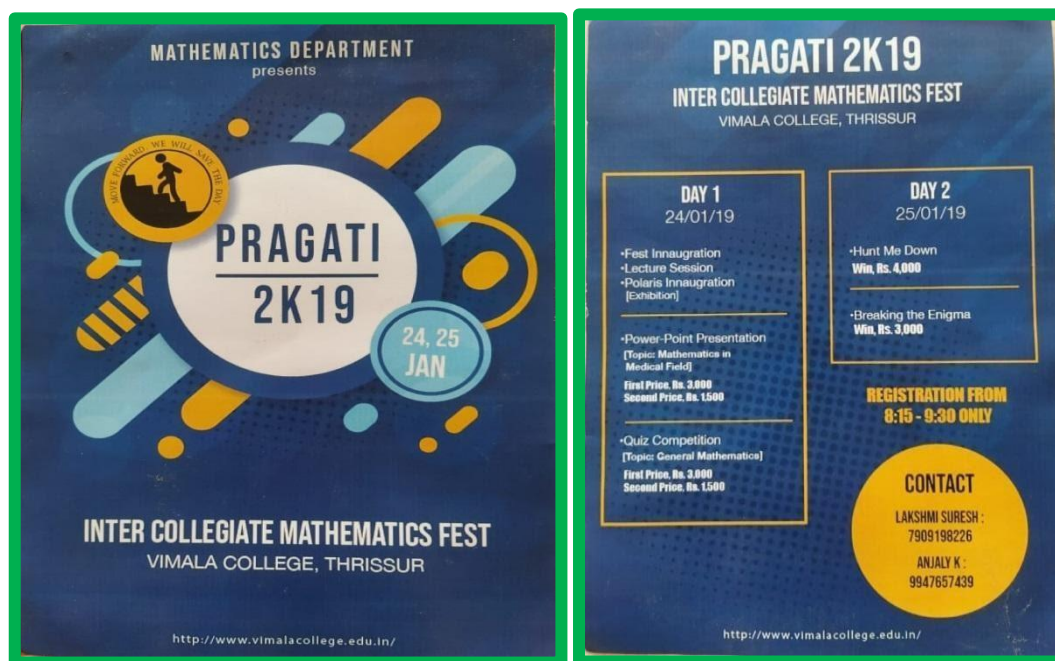 MATHEMATICS DEPARTMENT
presents
MOVE FORWARD WE WILL SAVE THE DAY
PRAGATI
2K19
24, 25
JAN
INTER COLLEGIATE MATHEMATICS FEST
VIMALA COLLEGE, THRISSUR
http://www.vimalacollege.edu.in/
PRAGATI 2K19
INTER COLLEGIATE MATHEMATICS FEST
VIMALA COLLEGE, THRISSUR
DAY 1
24/01/19
•Fest Innaugration
•Lecture Session
•Polaris Innaugration
[Exhibition]
•Power-Point Presentation
[Topic: Mathematics in
Medical Field]
First Price, Rs. 3,000
Second Price, Rs. 1,500
•Quiz Competition
[Topic: General Mathematics]
First Price, Rs. 3,000
Second Price, Rs. 1,500
DAY 2
25/01/19
•Hunt Me Down
Win, Rs. 4,000
•Breaking the Enigma
Win, Rs. 3,000
REGISTRATION FROM
8:15 - 9:30 ONLY
CONTACT
LAKSHMI SURESH :
7909198226
ANJALY K :
9947657439
http://www.vimalacollege.edu.in/